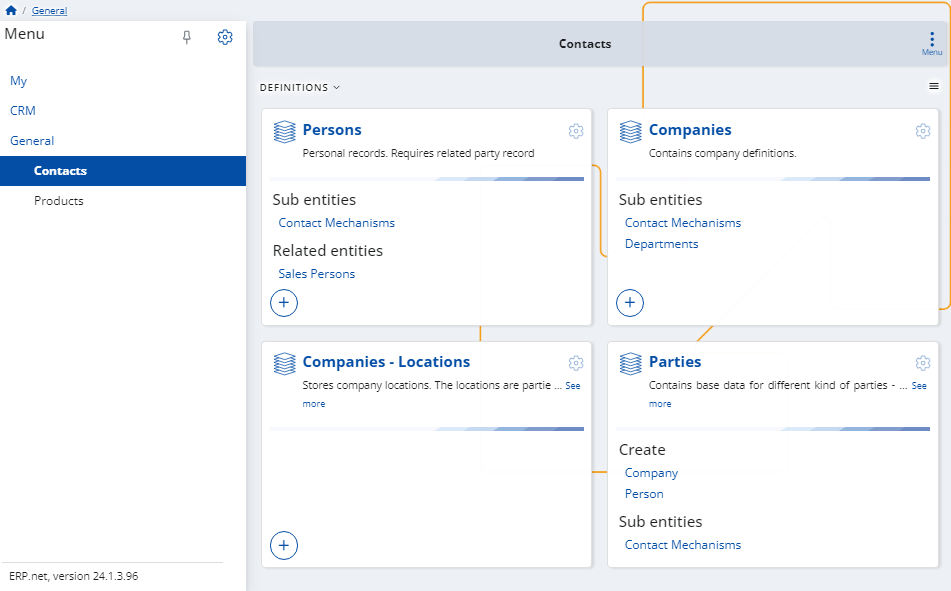 / General
Menu
My
CRM
General
Contacts
Products
ERP.net, version 24.1.3.96
Contacts
Menu
DEFINITIONS
Persons
Personal records. Requires related party record
Sub entities
Contact Mechanisms
Related entities
Sales Persons
Companies
Contains company definitions.
Sub entities
Contact Mechanisms
Departments
Companies - Locations
Stores company locations. The locations are partie ... See
more
Parties
Contains base data for different kind of parties - ... See
more
Create
Company
Person
Sub entities
Contact Mechanisms